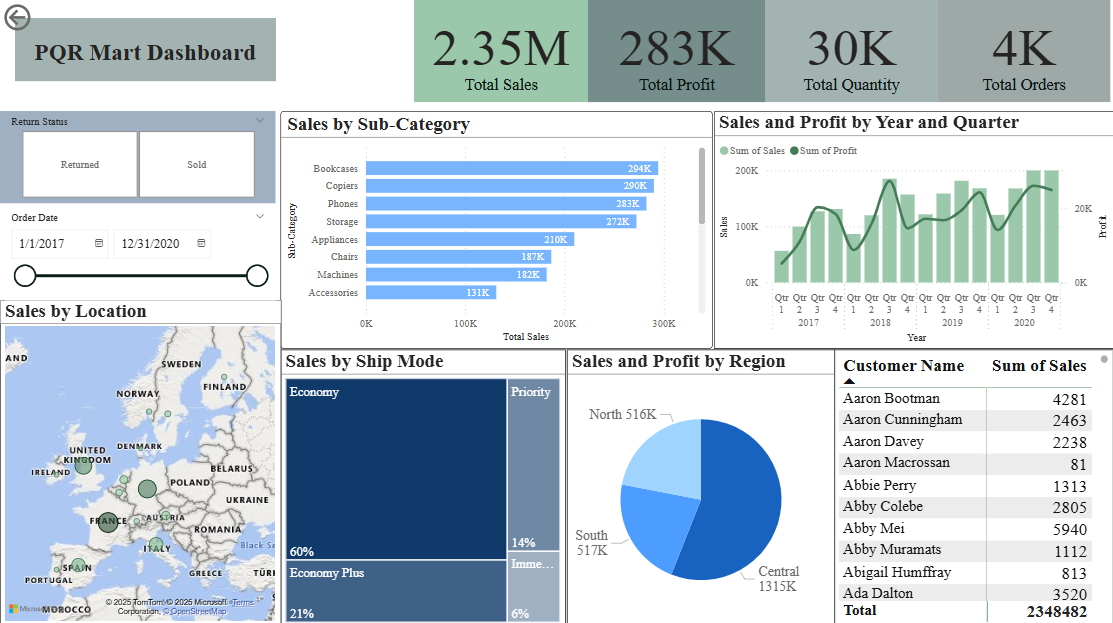 PQR Mart Dashboard
2.35M
Total Sales
283K
Total Profit
30K
Total Quantity
4K
Total Orders
Return Status
Returned
Sold
Order Date
1/1/2017
12/31/2020
Sales by Location
AND
SWEDEN
FINLAND
NORWAY
DENMARK
UNITED
KINGDOM
IRELAND
BELARUS
POLAND
UKRAINE
FRANCE
AUSTRIA
ROMANIA
ITALY
Black Se
SPAIN
PORTUGAL
GREECE
TÜRK
MOROCCO
Microsoft
© 2025 TomTom, © 2025 Microsoft Terms
Corporation, © OpenStreetMap
Sales by Sub-Category
Sub-Category
Bookcases 294K
Copiers 290K
Phones 283K
Storage 272K
Appliances 210K
Chairs 187K
Machines 182K
Accessories 131K
0K 100K 200K 300K
Total Sales
Sales and Profit by Year and Quarter
Sum of Sales Sum of Profit
200K
100K
0K
Sales
20K
0K
Profit
Qtr Qtr Qtr Qtr Qtr Qtr Qtr Qtr Qtr Qtr Qtr Qtr Qtr Qtr Qtr Qtr
1 2 3 4 1 2 3 4 1 2 3 4 1 2 3 4
2017 2018 2019 2020
Year
Sales by Ship Mode
Economy
60%
Economy Plus
21%
Priority
14%
Imme...
6%
Sales and Profit by Region
North 516K
South
517K
Central
1315K
Customer Name Sum of Sales
Aaron Bootman 4281
Aaron Cunningham 2463
Aaron Davey 2238
Aaron Macrossan 81
Abbie Perry 1313
Abby Colebe 2805
Abby Mei 5940
Abby Muramats 1112
Abigail Humffray 813
Ada Dalton 3520
Total 2348482